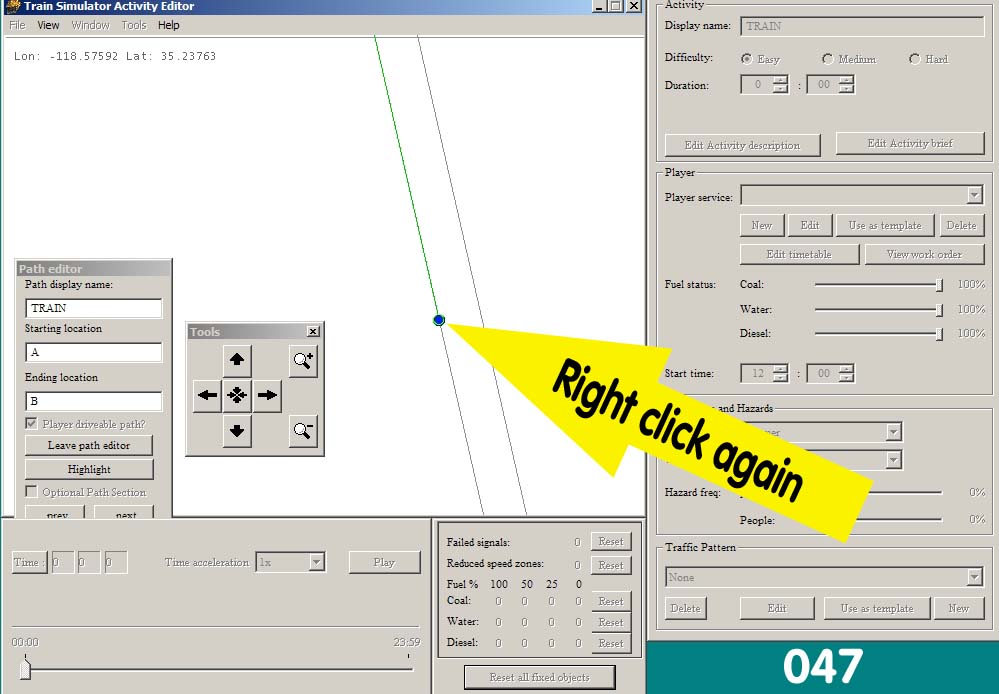 Train Simulator Activity Editor
File View Window Tools Help
Lon: -118.57592 Lat: 35.23763
Path editor
Path display name:
TRAIN
Starting location
A
Ending location
B
Player driveable path?
Leave path editor
Highlight
Optional Path Section
prev next
Tools
Right click again
Activity
Display name: TRAIN
Difficulty: Easy Medium Hard
Duration: 0 : 00
Edit Activity description Edit Activity brief
Player
Player service:
New Edit Use as template Delete
Edit timetable View work order
Fuel status: Coal: 100%
Water: 100%
Diesel: 100%
Start time: 12 : 00
and Hazards
Hazard freq: 0%
People: 0%
Traffic Pattern
None
Delete Edit Use as template New
Time : 0 0 0 Time acceleration 1x Play
00:00 23:59
Failed signals: 0 Reset
Reduced speed zones: 0 Reset
Fuel % 100 50 25 0
Coal: 0 0 0 0 Reset
Water: 0 0 0 0 Reset
Diesel: 0 0 0 0 Reset
Reset all fixed objects
047